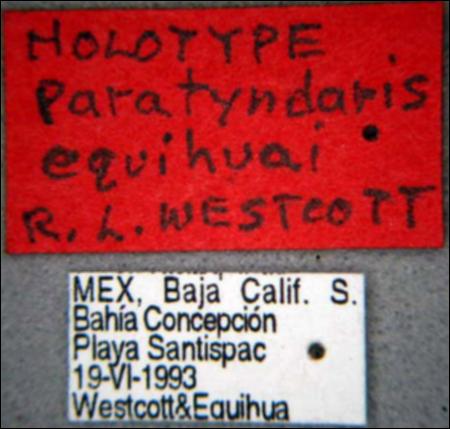 HOLOTYPE
Paratyndaris
equihuai
R. L. WESTCOTT
MEX, Baja Calif. S.
Bahía Concepción
Playa Santispac
19-VI-1993
Westcott&Equihua